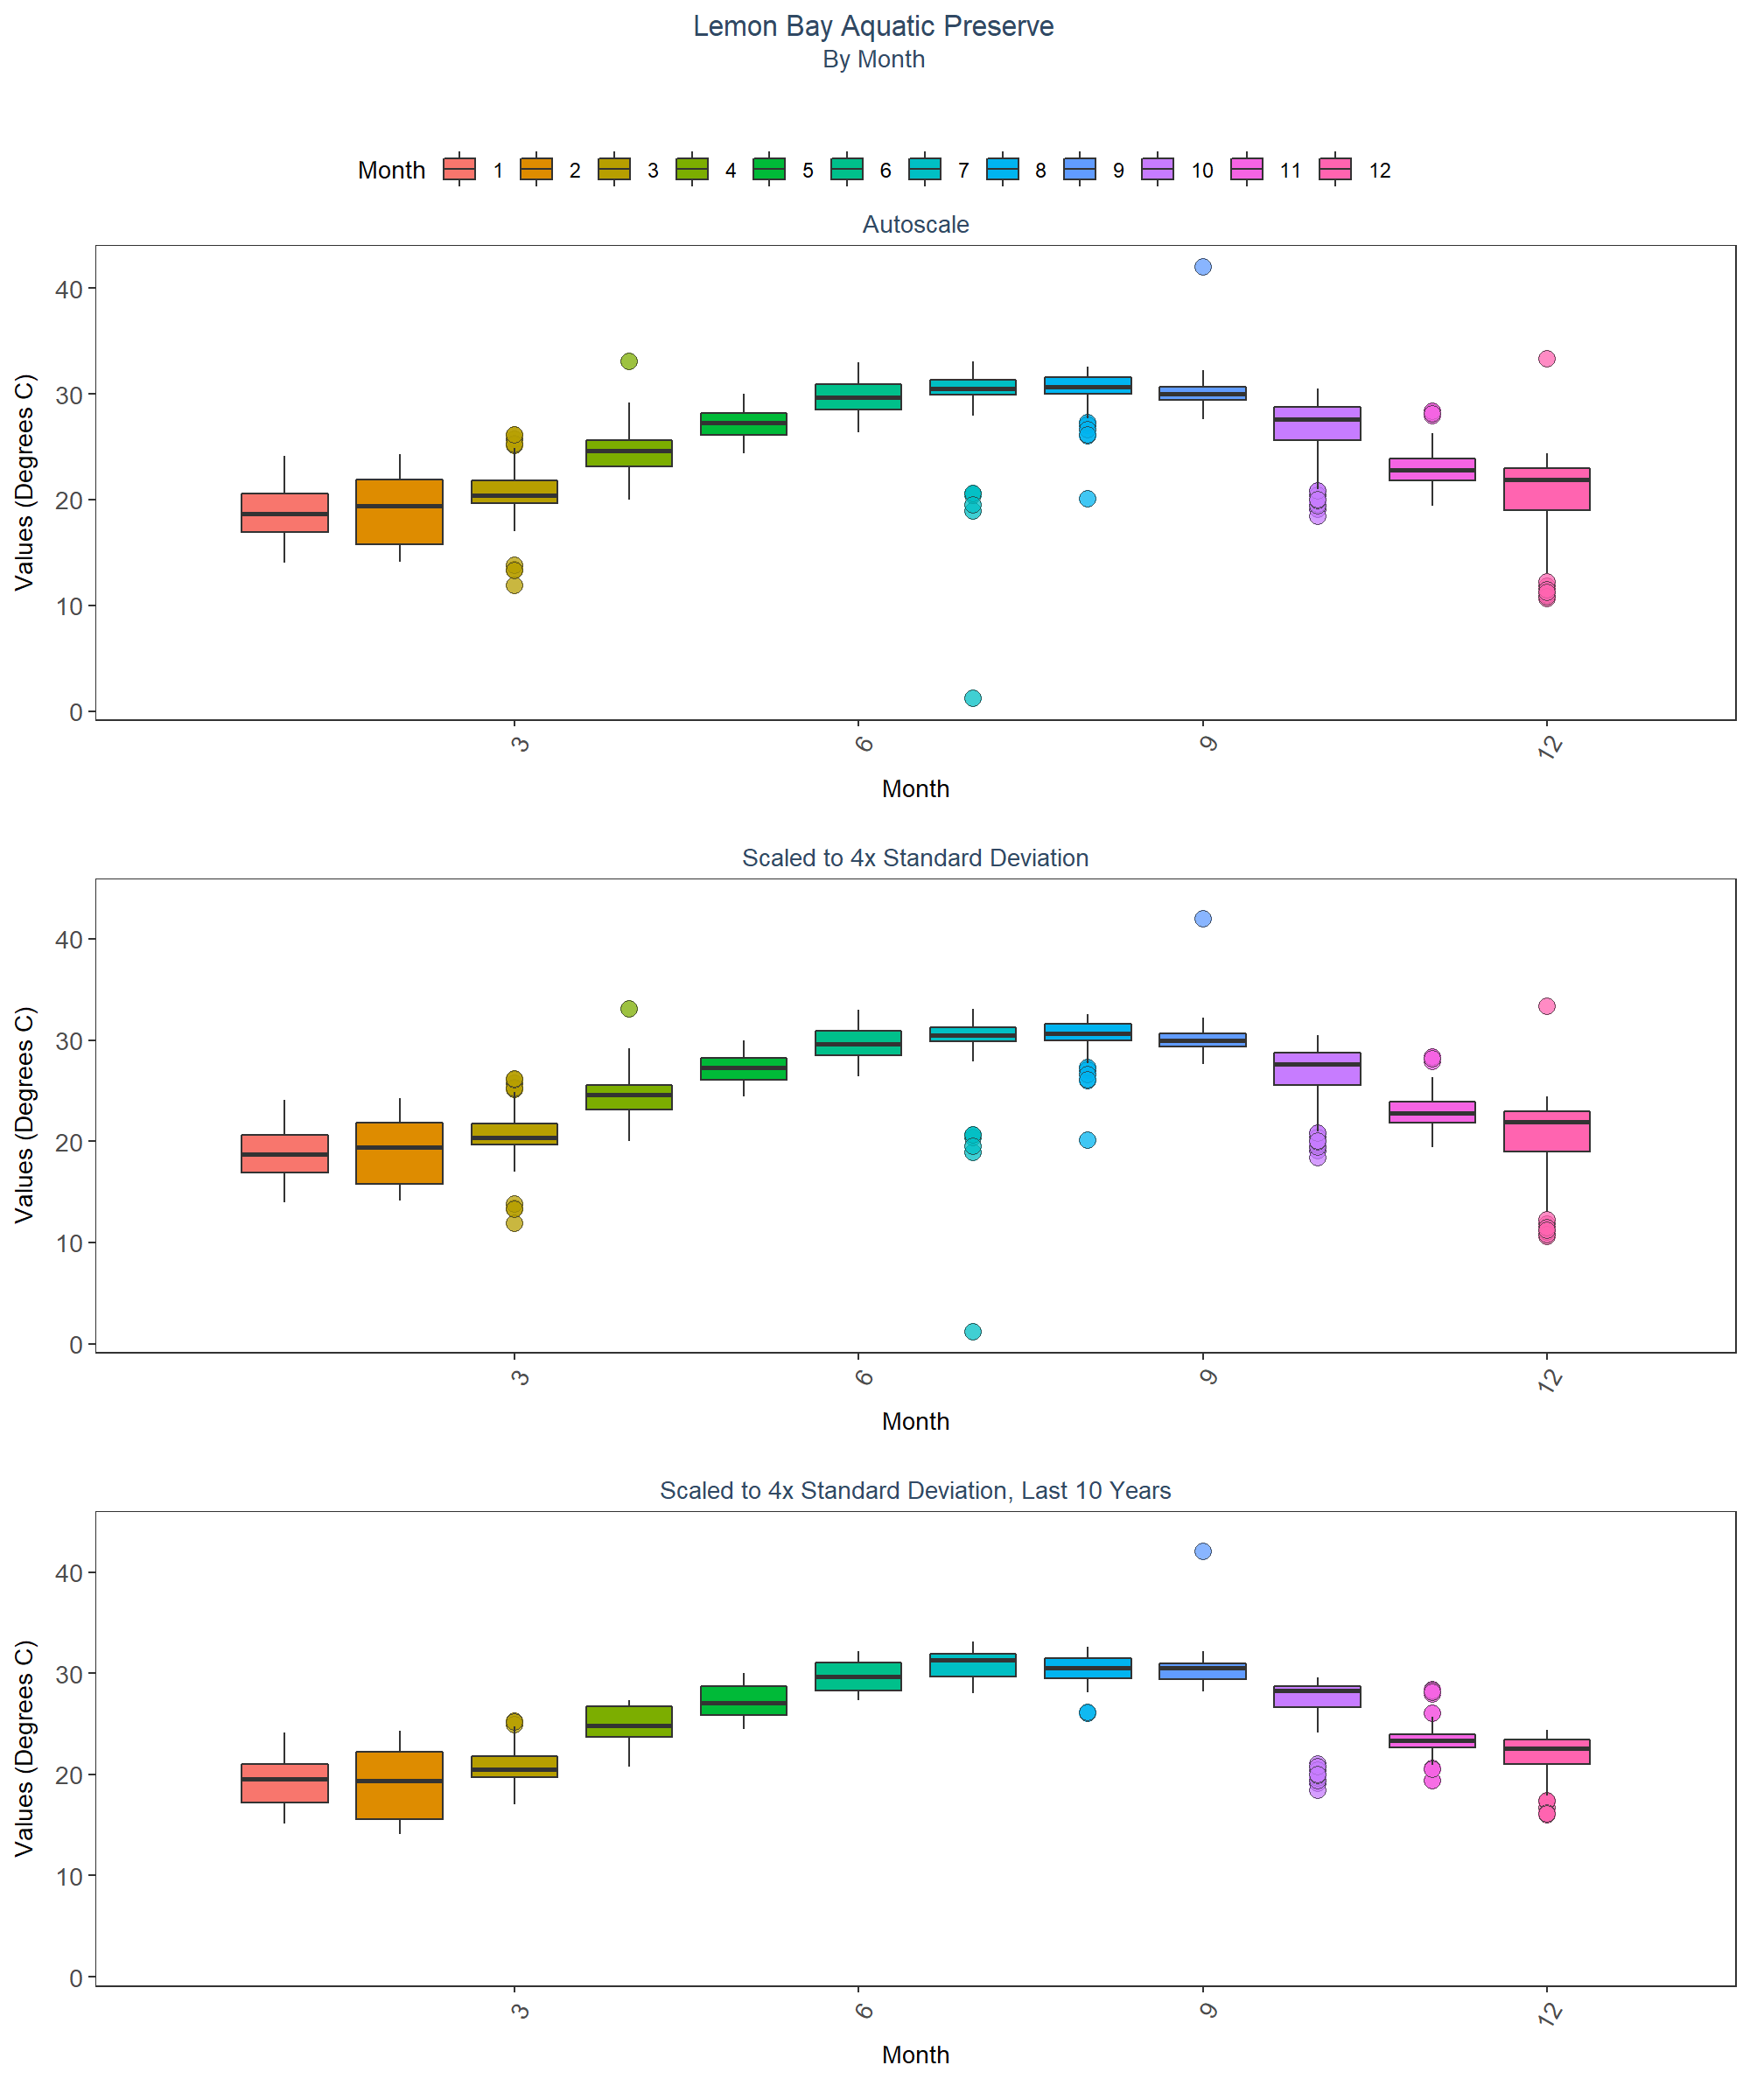 Lemon Bay Aquatic Preserve
By Month
Month 1 2 3 4 5 6 7 8 9 10 11 12
Autoscale
Values (Degrees C)
40
30
20
10
0
3 6 9 12
Month
Scaled to 4x Standard Deviation
Values (Degrees C)
40
30
20
10
0
3 6 9 12
Month
Scaled to 4x Standard Deviation, Last 10 Years
Values (Degrees C)
40
30
20
10
0
3 6 9 12
Month